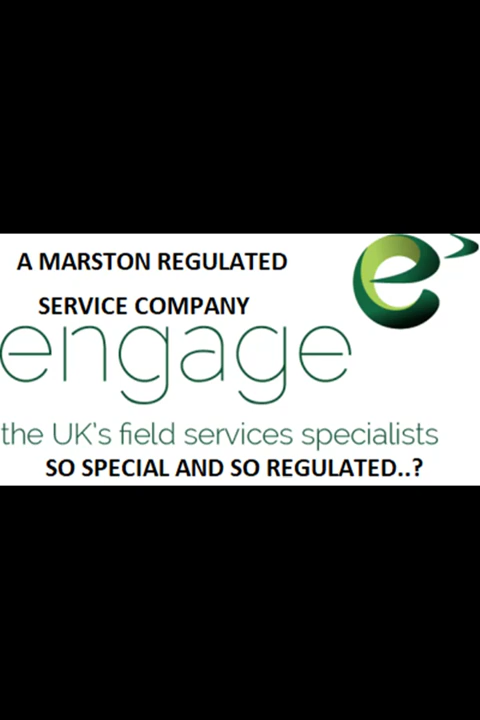 A MARSTON REGULATED
SERVICE COMPANY
e
engage
the UK's field services specialists
SO SPECIAL AND SO REGULATED..?